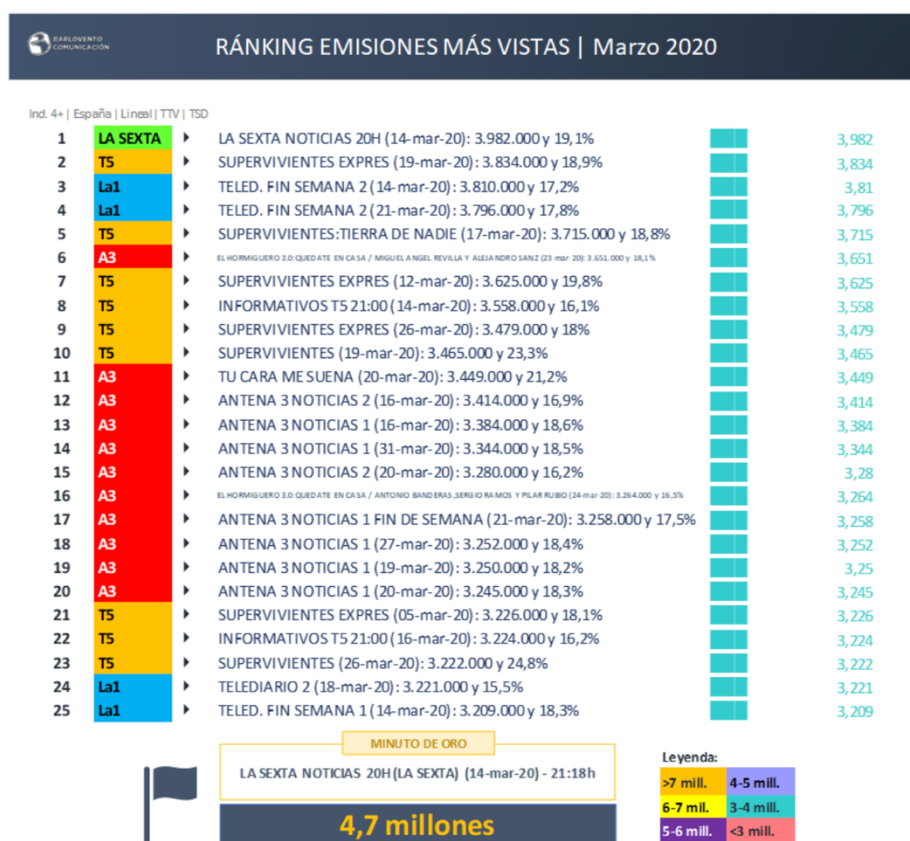 BARLOVENTO
COMUNICACIÓN
RÁNKING EMISIONES MÁS VISTAS | Marzo 2020
Ind. 4+ | España | Lineal | TTV | TSD
1 LA SEXTA LA SEXTA NOTICIAS 20H (14-mar-20): 3.982.000 y 19,1% 3,982
2 T5 SUPERVIVIENTES EXPRES (19-mar-20): 3.834.000 y 18,9% 3,834
3 La1 TELED. FIN SEMANA 2 (14-mar-20): 3.810.000 y 17,2% 3,81
4 La1 TELED. FIN SEMANA 2 (21-mar-20): 3.796.000 y 17,8% 3,796
5 T5 SUPERVIVIENTES:TIERRA DE NADIE (17-mar-20): 3.715.000 y 18,8% 3,715
6 A3 EL HORMIGUERO 3.0:QUEDATE EN CASA / MIGUEL ANGEL REVILLA Y ALEJANDRO SANZ (23-mar-20): 3.651.000 y 18,1% 3,651
7 T5 SUPERVIVIENTES EXPRES (12-mar-20): 3.625.000 y 19,8% 3,625
8 T5 INFORMATIVOS T5 21:00 (14-mar-20): 3.558.000 y 16,1% 3,558
9 T5 SUPERVIVIENTES EXPRES (26-mar-20): 3.479.000 y 18% 3,479
10 T5 SUPERVIVIENTES (19-mar-20): 3.465.000 y 23,3% 3,465
11 A3 TU CARA ME SUENA (20-mar-20): 3.449.000 y 21,2% 3,449
12 A3 ANTENA 3 NOTICIAS 2 (16-mar-20): 3.414.000 y 16,9% 3,414
13 A3 ANTENA 3 NOTICIAS 1 (16-mar-20): 3.384.000 y 18,6% 3,384
14 A3 ANTENA 3 NOTICIAS 1 (31-mar-20): 3.344.000 y 18,5% 3,344
15 A3 ANTENA 3 NOTICIAS 2 (20-mar-20): 3.280.000 y 16,2% 3,28
16 A3 EL HORMIGUERO 3.0:QUEDATE EN CASA / ANTONIO BANDERAS,SERGIO RAMOS Y PILAR RUBIO (24-mar-20): 3.264.000 y 16,5% 3,264
17 A3 ANTENA 3 NOTICIAS 1 FIN DE SEMANA (21-mar-20): 3.258.000 y 17,5% 3,258
18 A3 ANTENA 3 NOTICIAS 1 (27-mar-20): 3.252.000 y 18,4% 3,252
19 A3 ANTENA 3 NOTICIAS 1 (19-mar-20): 3.250.000 y 18,2% 3,25
20 A3 ANTENA 3 NOTICIAS 1 (20-mar-20): 3.245.000 y 18,3% 3,245
21 T5 SUPERVIVIENTES EXPRES (05-mar-20): 3.226.000 y 18,1% 3,226
22 T5 INFORMATIVOS T5 21:00 (16-mar-20): 3.224.000 y 16,2% 3,224
23 T5 SUPERVIVIENTES (26-mar-20): 3.222.000 y 24,8% 3,222
24 La1 TELEDIARIO 2 (18-mar-20): 3.221.000 y 15,5% 3,221
25 La1 TELED. FIN SEMANA 1 (14-mar-20): 3.209.000 y 18,3% 3,209
MINUTO DE ORO
LA SEXTA NOTICIAS 20H (LA SEXTA) (14-mar-20) - 21:18h
4,7 millones
Leyenda:
>7 mill. 4-5 mill.
6-7 mil. 3-4 mill.
5-6 mill. <3 mill.